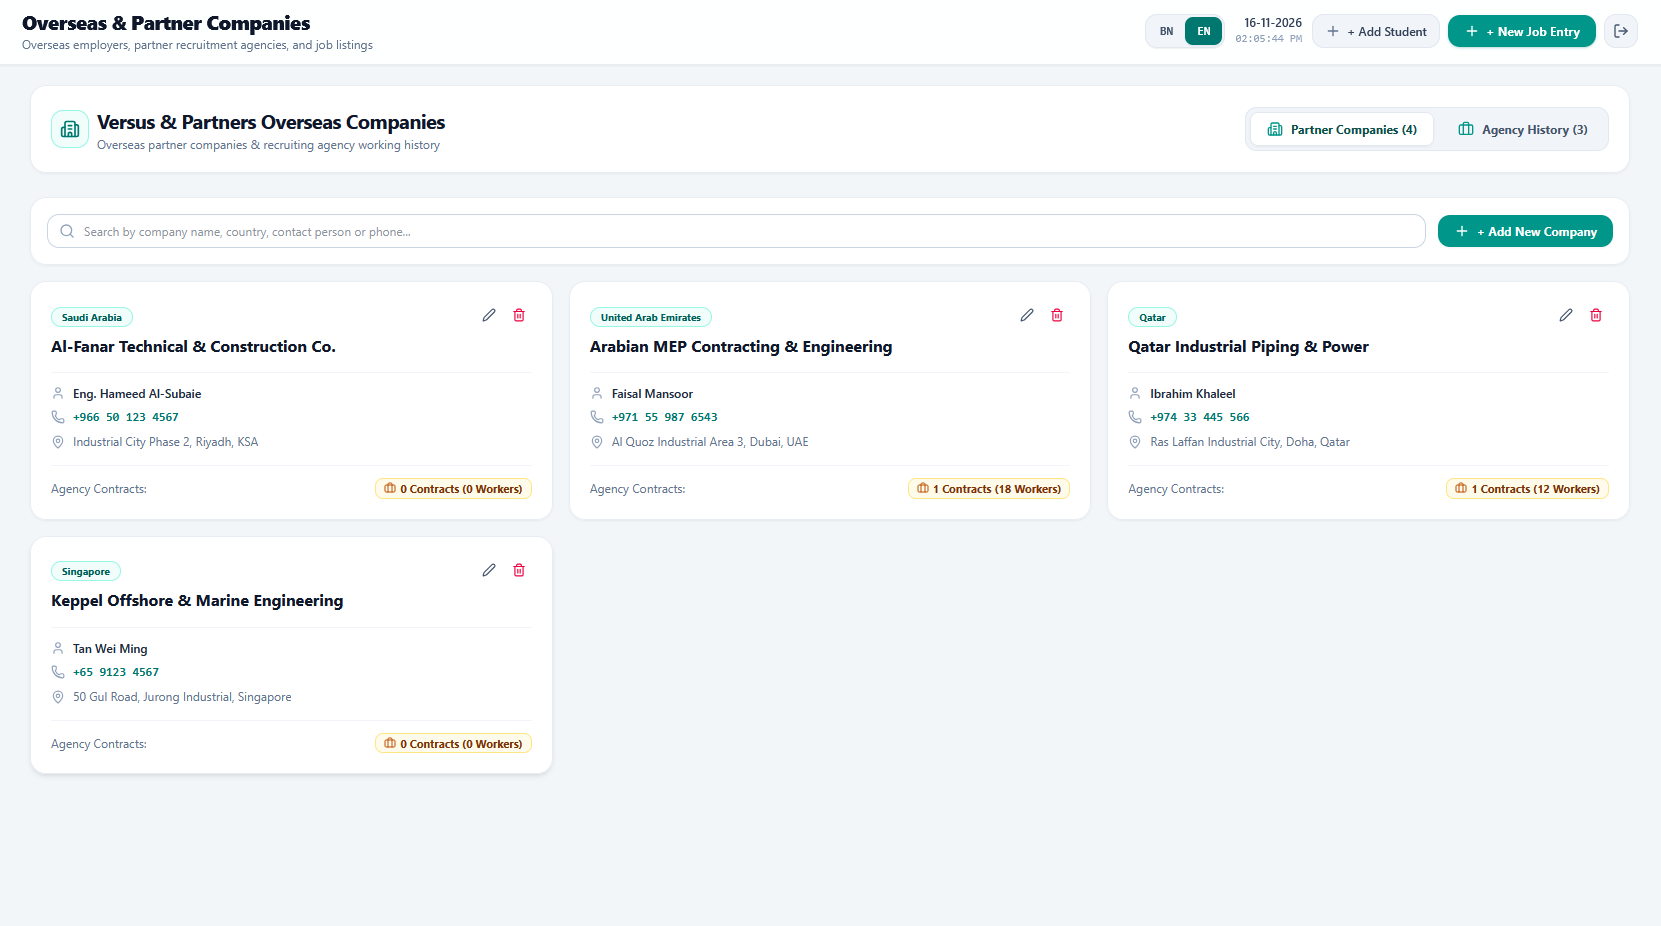 Overseas & Partner Companies
Overseas employers, partner recruitment agencies, and job listings
BN
EN
16-11-2026
02:05:44 PM
+ Add Student
+ New Job Entry
Versus & Partners Overseas Companies
Overseas partner companies & recruiting agency working history
Partner Companies (4)
Agency History (3)
Search by company name, country, contact person or phone...
+ Add New Company
Saudi Arabia
Al-Fanar Technical & Construction Co.
Eng. Hameed Al-Subaie
+966 50 123 4567
Industrial City Phase 2, Riyadh, KSA
Agency Contracts:
0 Contracts (0 Workers)
United Arab Emirates
Arabian MEP Contracting & Engineering
Faisal Mansoor
+971 55 987 6543
Al Quoz Industrial Area 3, Dubai, UAE
Agency Contracts:
1 Contracts (18 Workers)
Qatar
Qatar Industrial Piping & Power
Ibrahim Khaleel
+974 33 445 566
Ras Laffan Industrial City, Doha, Qatar
Agency Contracts:
1 Contracts (12 Workers)
Singapore
Keppel Offshore & Marine Engineering
Tan Wei Ming
+65 9123 4567
50 Gul Road, Jurong Industrial, Singapore
Agency Contracts:
0 Contracts (0 Workers)